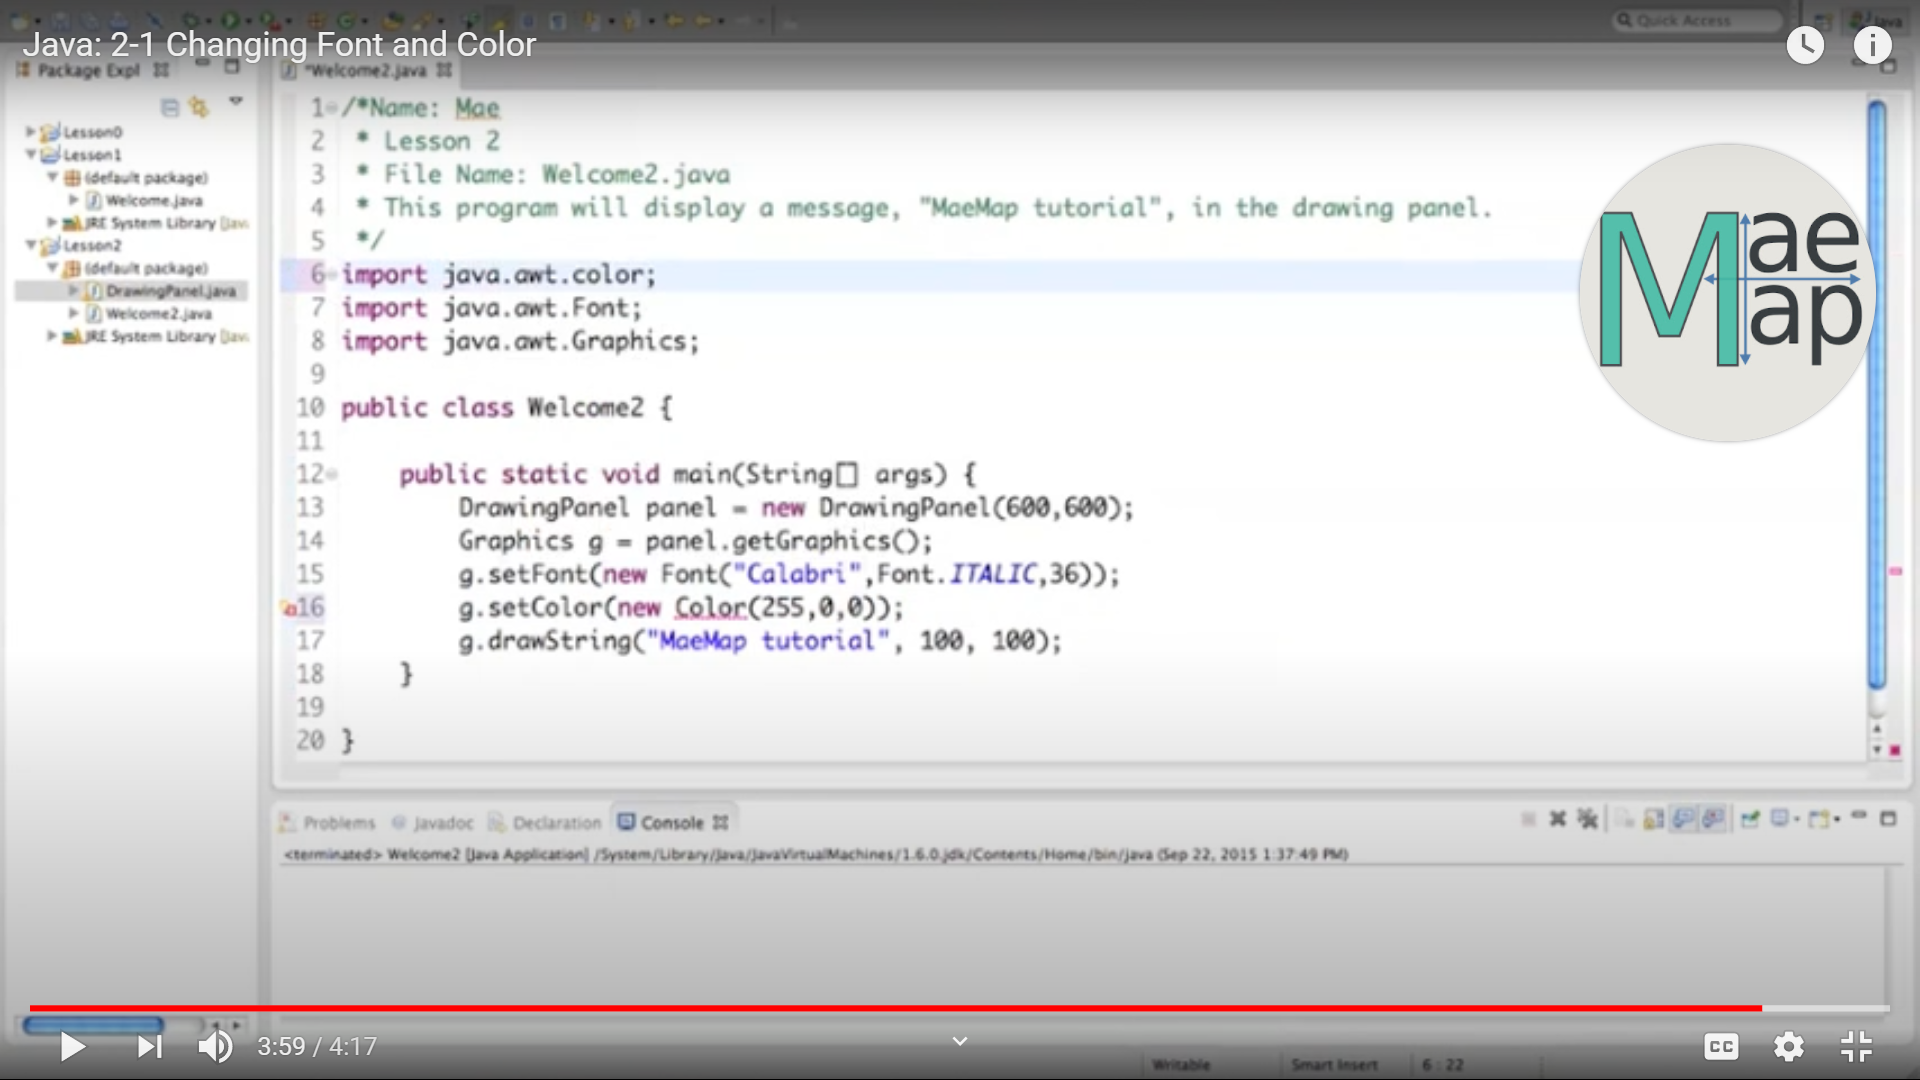 Quick Access
Java
Java: 2-1 Changing Font and Color
Package Expl
*Welcome2.java
Lesson0
Lesson1
(default package)
Welcome.java
JRE System Library [Java
Lesson2
(default package)
DrawingPanel.java
Welcome2.java
JRE System Library [Java
1 /*Name: Mae
2  * Lesson 2
3  * File Name: Welcome2.java
4  * This program will display a message, "MaeMap tutorial", in the drawing panel.
5  */
6 import java.awt.color;
7 import java.awt.Font;
8 import java.awt.Graphics;
9
10 public class Welcome2 {
11
12     public static void main(String[] args) {
13         DrawingPanel panel = new DrawingPanel(600,600);
14         Graphics g = panel.getGraphics();
15         g.setFont(new Font("Calabri",Font.ITALIC,36));
16         g.setColor(new Color(255,0,0));
17         g.drawString("MaeMap tutorial", 100, 100);
18     }
19
20 }
Mae
Map
Problems Javadoc Declaration Console
<terminated> Welcome2 [Java Application] /System/Library/Java/JavaVirtualMachines/1.6.0.jdk/Contents/Home/bin/java (Sep 22, 2015 1:37:49 PM)
3:59 / 4:17
CC
Writable Smart Insert 6 : 22